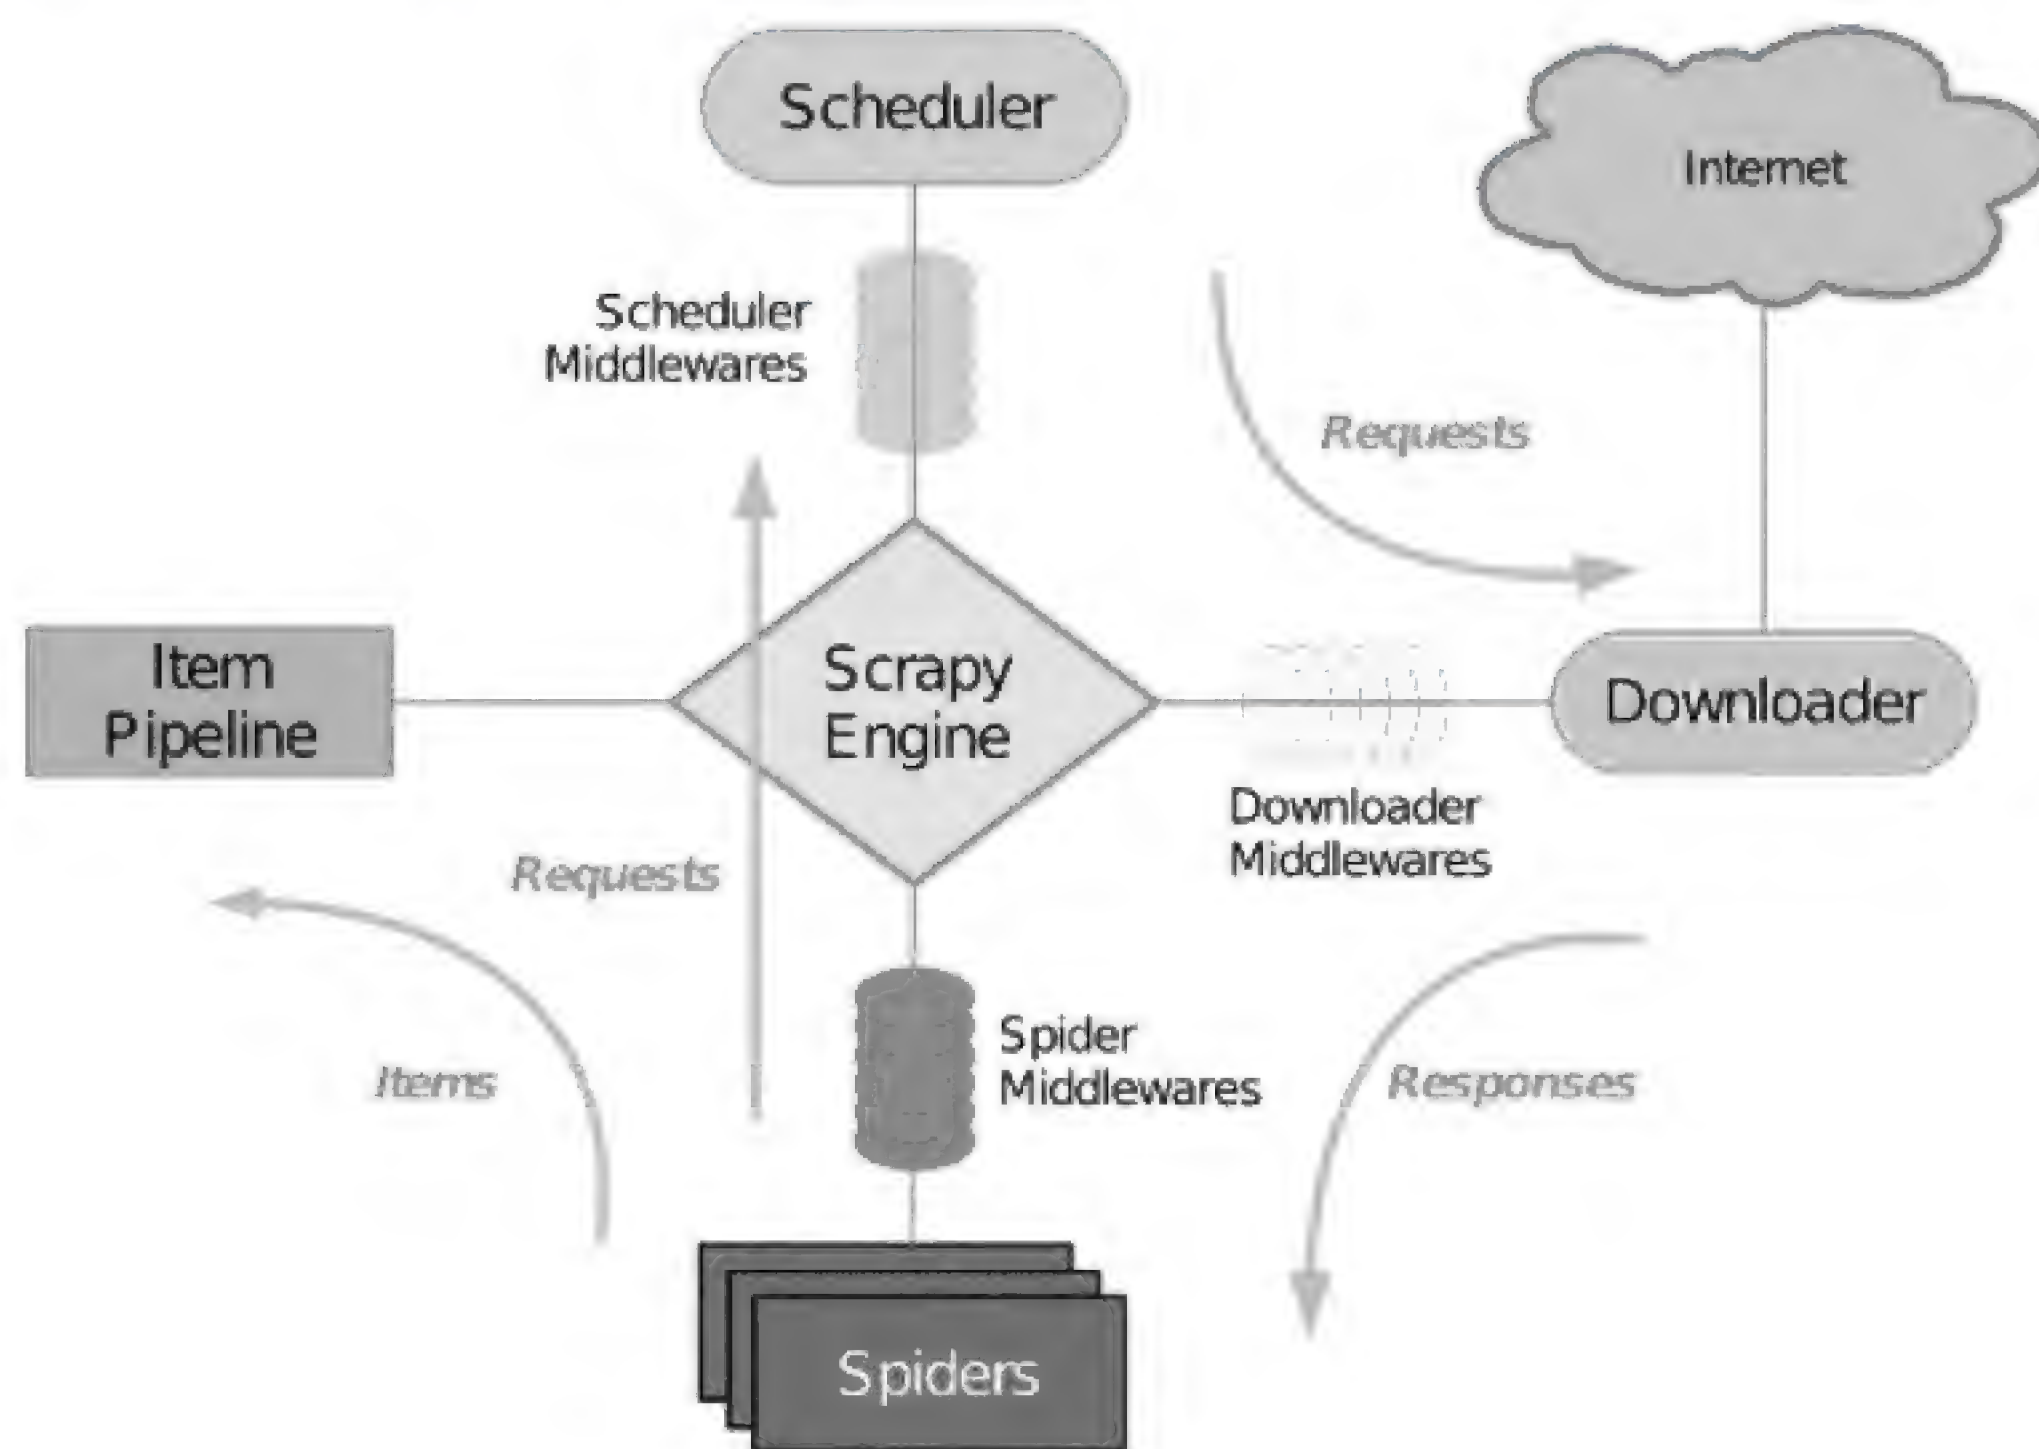 Scheduler
Internet
Scheduler
Middlewares
Requests
Item
Pipeline
Scrapy
Engine
Downloader
Downloader
Middlewares
Requests
Items
Spider
Middlewares
Responses
Spiders